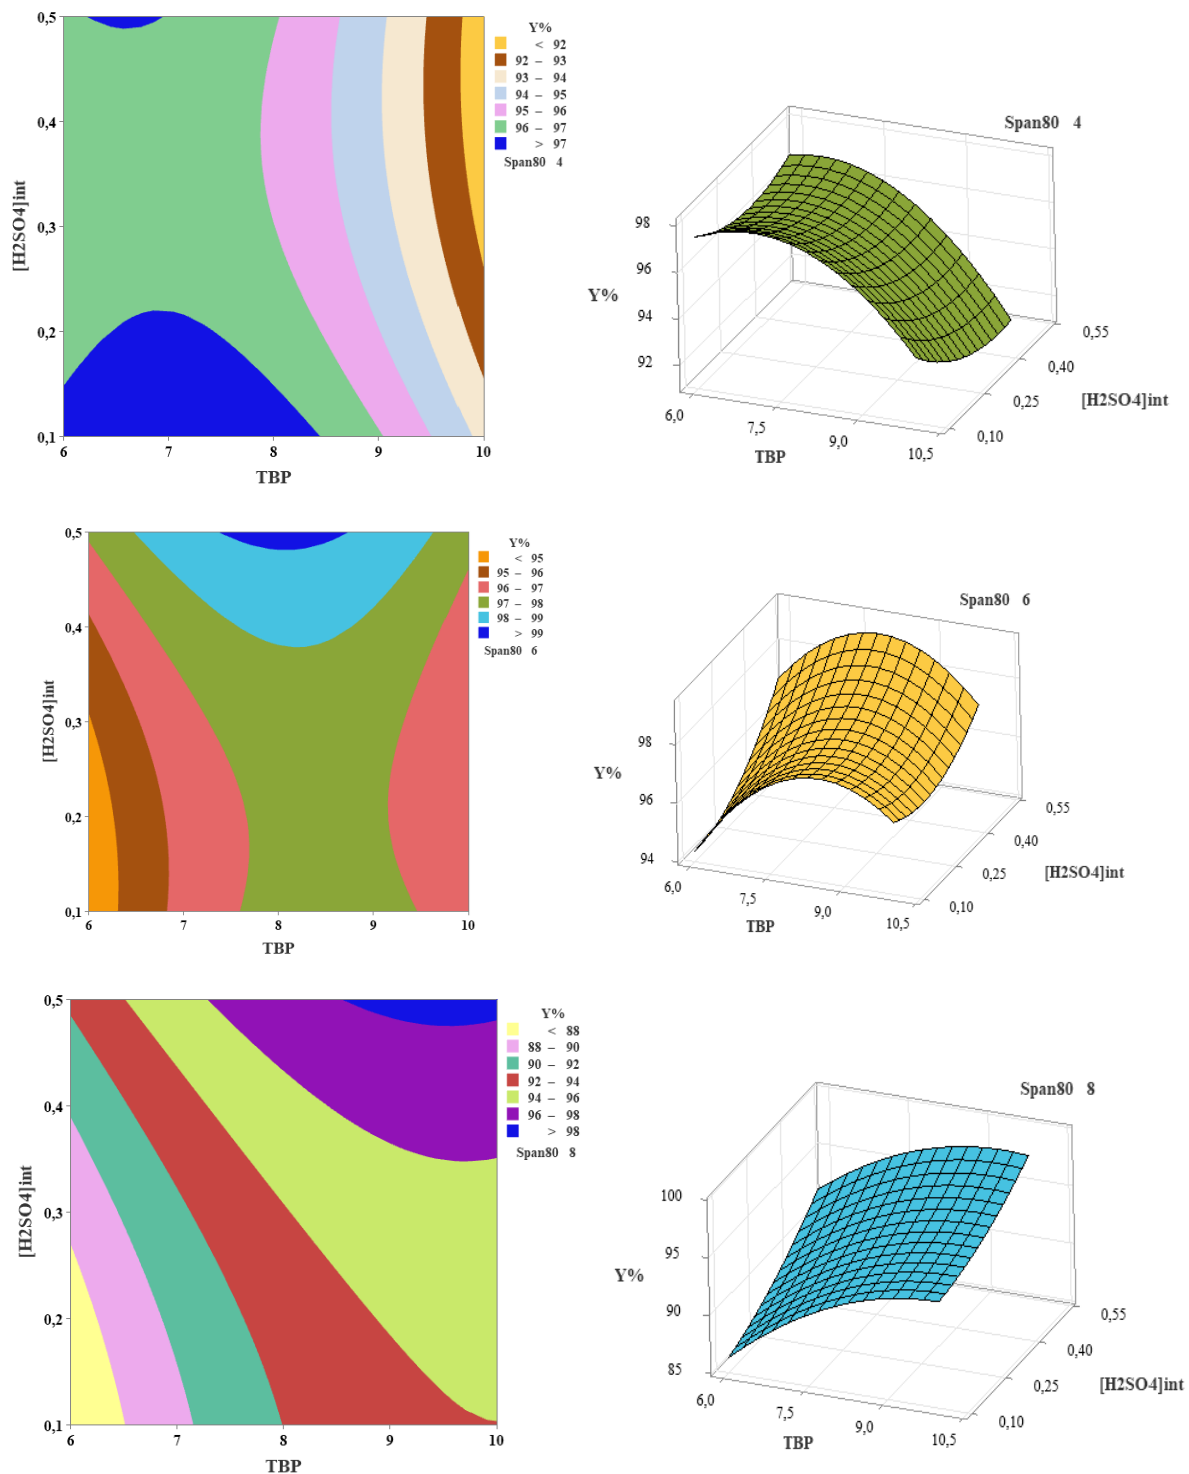 0,5
0,4
0,3
0,2
0,1
[H2SO4]int
6 7 8 9 10
TBP
Y%
< 92
92 – 93
93 – 94
94 – 95
95 – 96
96 – 97
> 97
Span80 4
Span80 4
98
96
94
92
Y%
6,0
7,5
9,0
10,5
TBP
0,10
0,25
0,40
0,55
[H2SO4]int
0,5
0,4
0,3
0,2
0,1
[H2SO4]int
6 7 8 9 10
TBP
Y%
< 95
95 – 96
96 – 97
97 – 98
98 – 99
> 99
Span80 6
Span80 6
98
96
94
Y%
6,0
7,5
9,0
10,5
TBP
0,10
0,25
0,40
0,55
[H2SO4]int
0,5
0,4
0,3
0,2
0,1
[H2SO4]int
6 7 8 9 10
TBP
Y%
< 88
88 – 90
90 – 92
92 – 94
94 – 96
96 – 98
> 98
Span80 8
Span80 8
100
95
90
85
Y%
6,0
7,5
9,0
10,5
TBP
0,10
0,25
0,40
0,55
[H2SO4]int